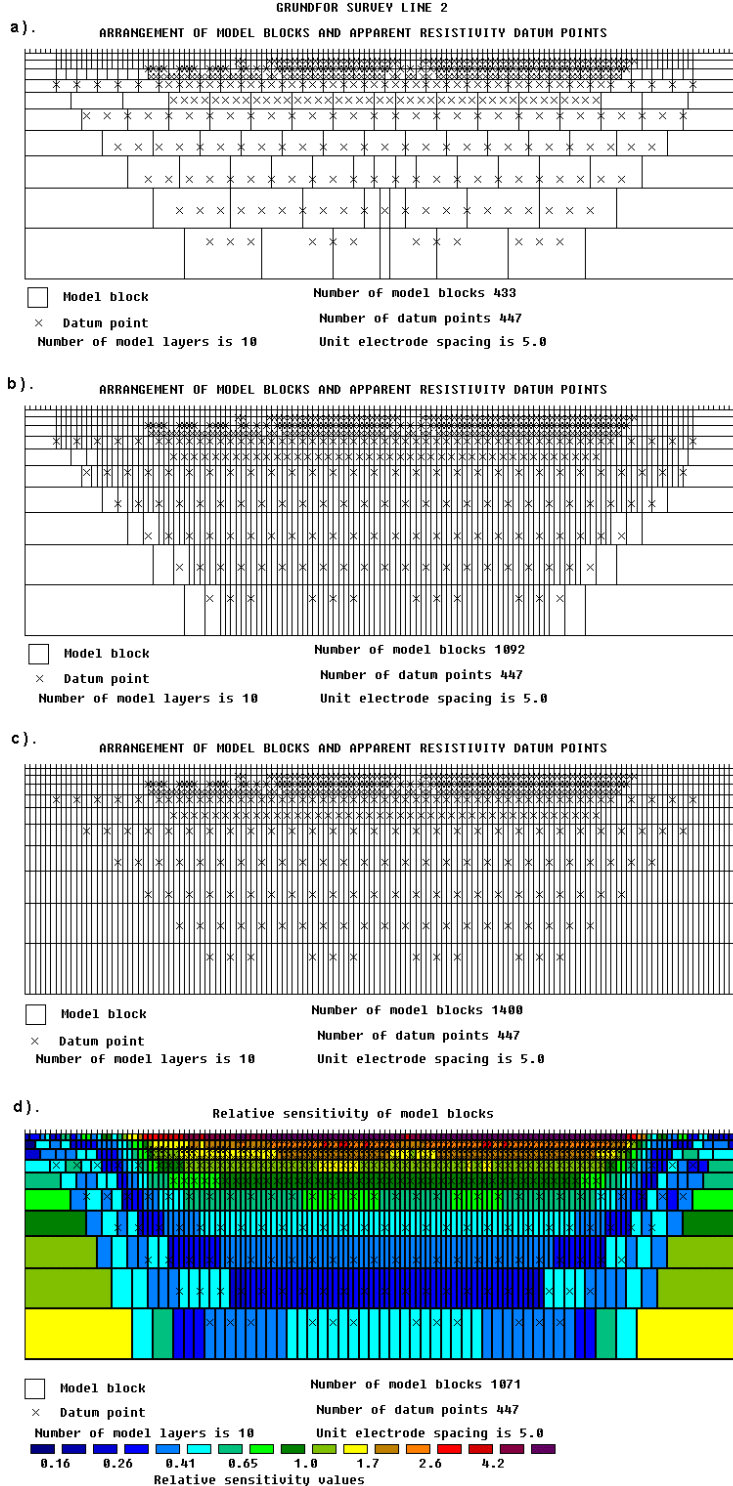 GRUNDFOR SURVEY LINE 2
a).
ARRANGEMENT OF MODEL BLOCKS AND APPARENT RESISTIVITY DATUM POINTS
Model block
Number of model blocks 433
Datum point
Number of datum points 447
Number of model layers is 10
Unit electrode spacing is 5.0
b).
ARRANGEMENT OF MODEL BLOCKS AND APPARENT RESISTIVITY DATUM POINTS
Model block
Number of model blocks 1092
Datum point
Number of datum points 447
Number of model layers is 10
Unit electrode spacing is 5.0
c).
ARRANGEMENT OF MODEL BLOCKS AND APPARENT RESISTIVITY DATUM POINTS
Model block
Number of model blocks 1400
Datum point
Number of datum points 447
Number of model layers is 10
Unit electrode spacing is 5.0
d).
Relative sensitivity of model blocks
Model block
Number of model blocks 1071
Datum point
Number of datum points 447
Number of model layers is 10
Unit electrode spacing is 5.0
0.16 0.26 0.41 0.65 1.0 1.7 2.6 4.2
Relative sensitivity values